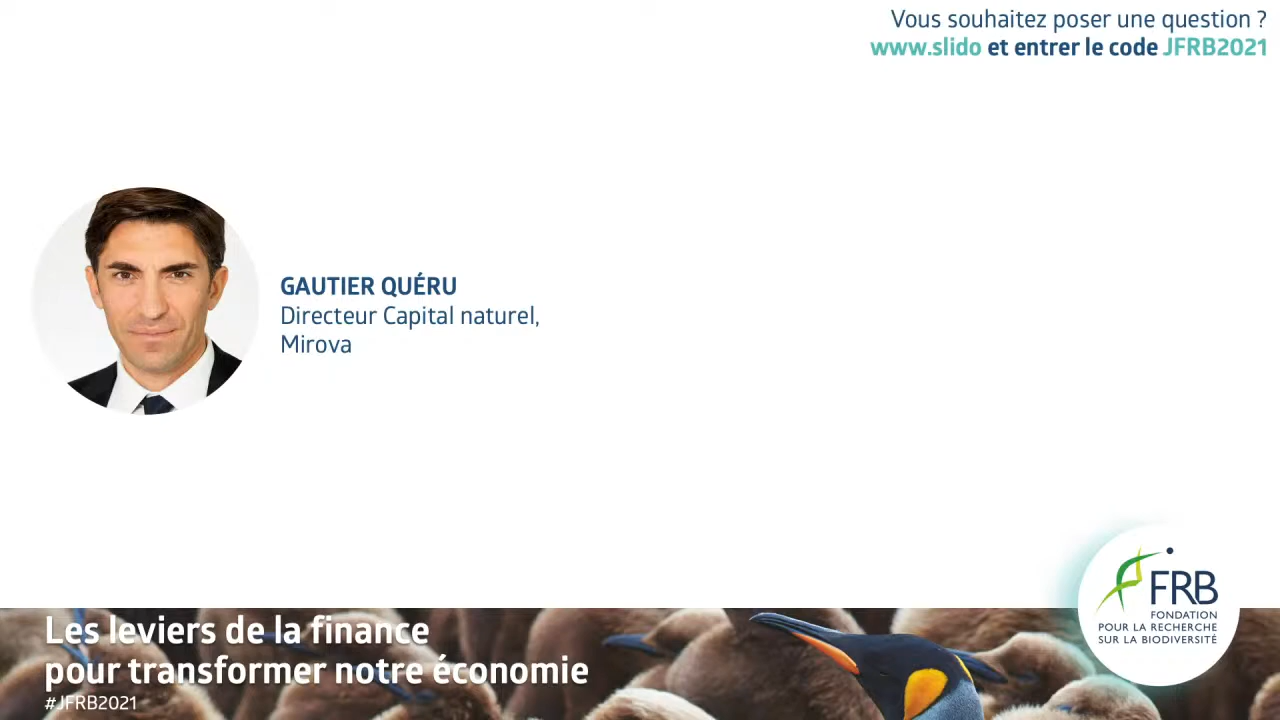 Vous souhaitez poser une question ?
www.slido et entrer le code JFRB2021
GAUTIER QUÉRU
Directeur Capital naturel,
Mirova
FRB
FONDATION
POUR LA RECHERCHE
SUR LA BIODIVERSITÉ
Les leviers de la finance
pour transformer notre économie
#JFRB2021